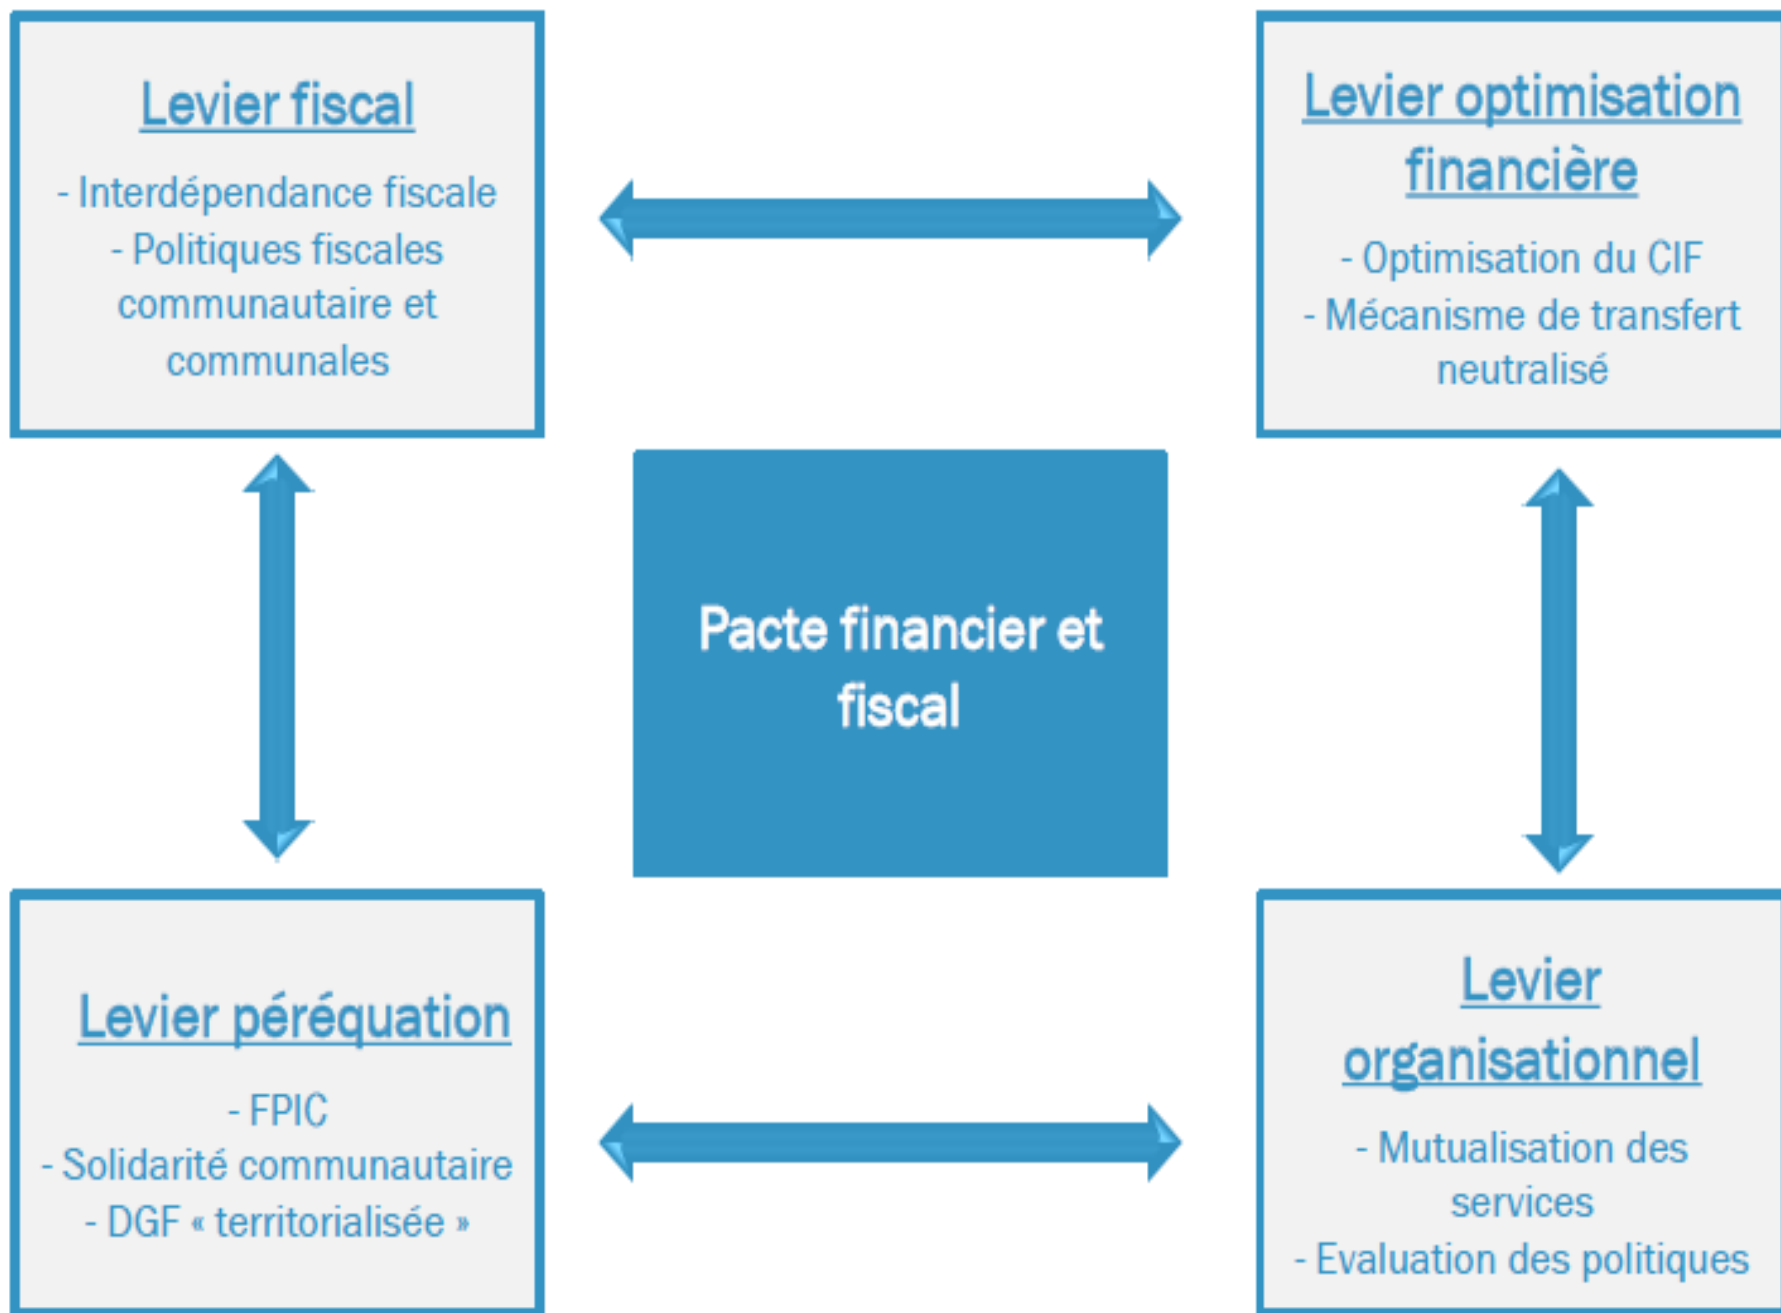 Levier fiscal
- Interdépendance fiscale
- Politiques fiscales
communautaire et
communales
Levier optimisation
financière
- Optimisation du CIF
- Mécanisme de transfert
neutralisé
Pacte financier et
fiscal
Levier péréquation
- FPIC
- Solidarité communautaire
- DGF « territorialisée »
Levier
organisationnel
- Mutualisation des
services
- Evaluation des politiques